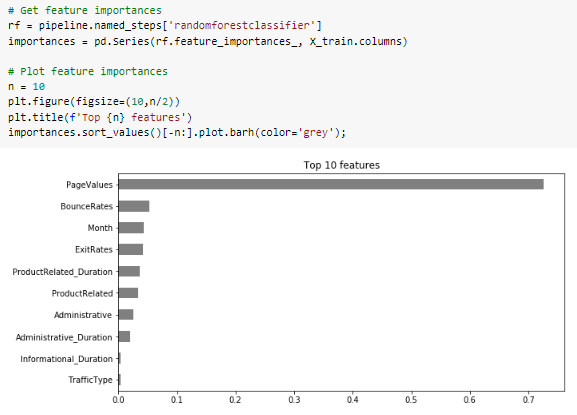 # Get feature importances
rf = pipeline.named_steps['randomforestclassifier']
importances = pd.Series(rf.feature_importances_, X_train.columns)
# Plot feature importances
n = 10
plt.figure(figsize=(10,n/2))
plt.title(f'Top {n} features')
importances.sort_values()[-n:].plot.barh(color='grey');
Top 10 features
PageValues
BounceRates
Month
ExitRates
ProductRelated_Duration
ProductRelated
Administrative
Administrative_Duration
Informational_Duration
TrafficType
0.0 0.1 0.2 0.3 0.4 0.5 0.6 0.7